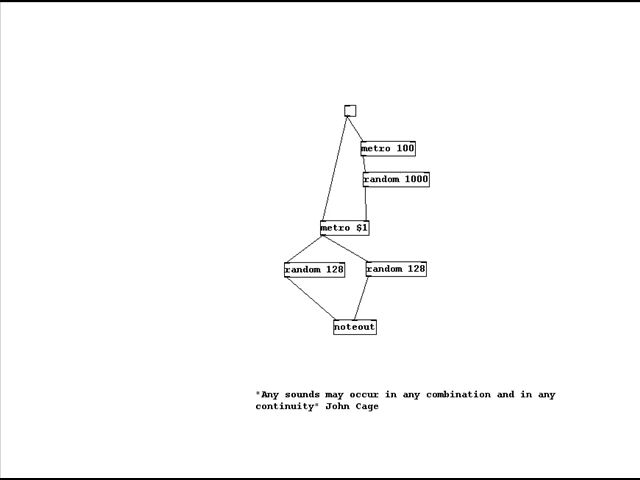 metro 100
random 1000
metro $1
random 128
random 128
noteout
"Any sounds may occur in any combination and in any
continuity" John Cage